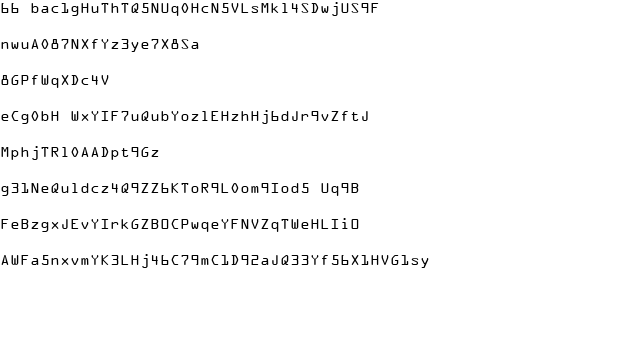 66 bac1gHuThTQ5NUq0HcN5VLsMk14SDwjUS9F
nwuA087NXfYz3ye7X8Sa
8GPfWqXDc4V
eCg0bH WxYIF7uQubYoz1EHzhHj6dJr9vZftJ
MphjTR10AADpt9Gz
g31NeQu1dcz4Q9ZZ6KToR9L0om9Iod5 Uq9B
FeBzgxJEvYIrkGZBOCPwqeYFNVZqTWeHLIiO
AWFa5nxvmYK3LHj46C79mC1D92aJQ33Yf56X1HVG1sy